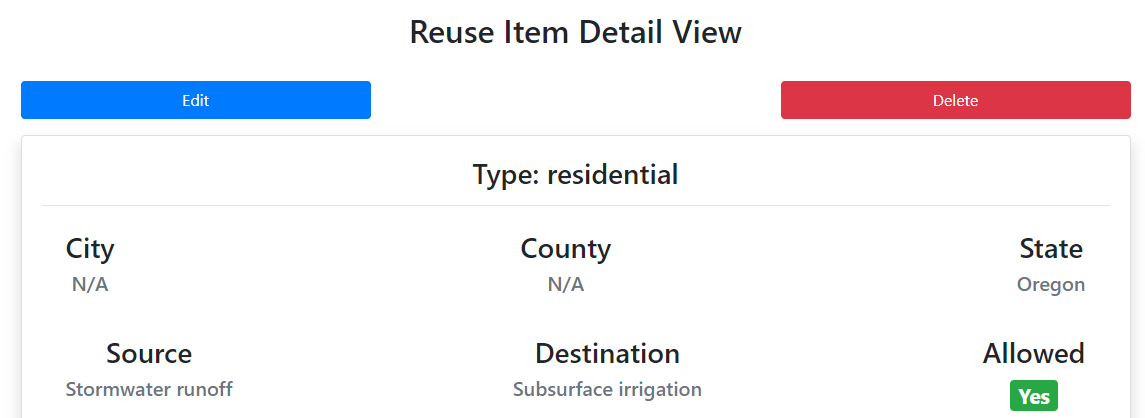 Reuse Item Detail View
Edit Delete
Type: residential
City County State
N/A N/A Oregon
Source Destination Allowed
Stormwater runoff Subsurface irrigation Yes